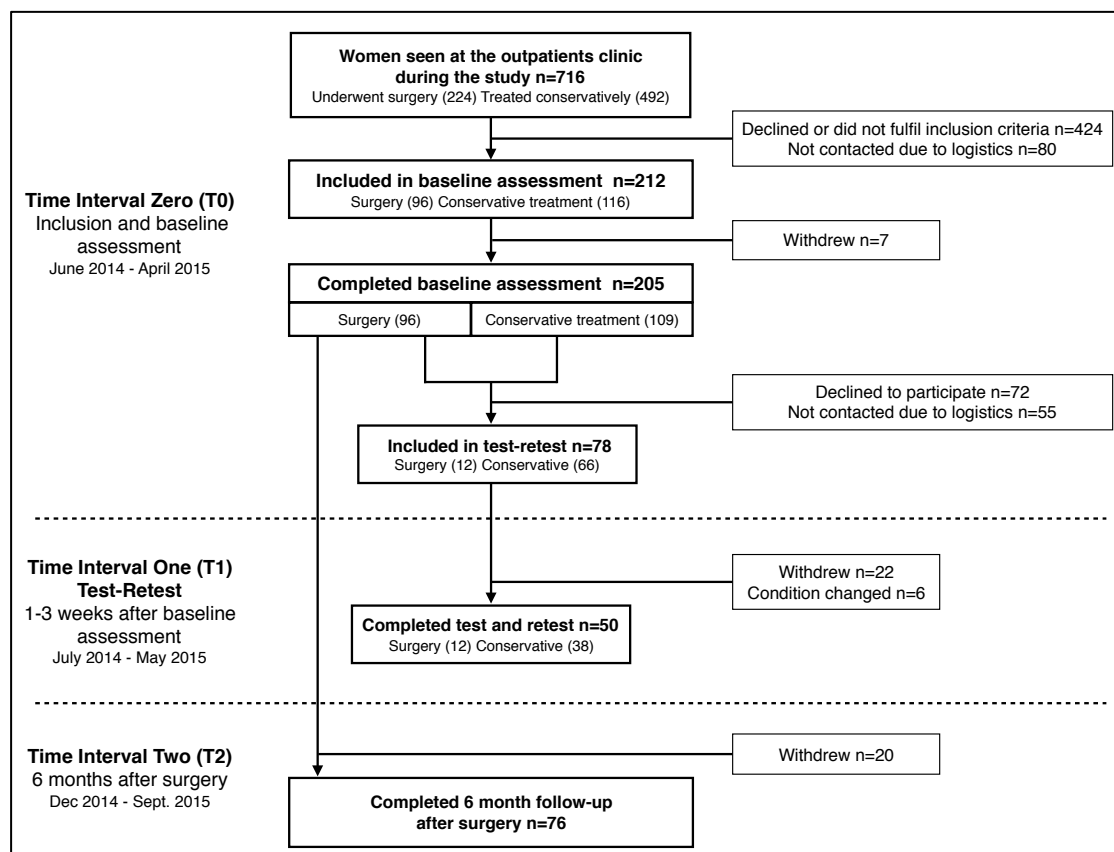 Women seen at the outpatients clinic
during the study n=716
Underwent surgery (224) Treated conservatively (492)
Declined or did not fulfil inclusion criteria n=424
Not contacted due to logistics n=80
Included in baseline assessment n=212
Surgery (96) Conservative treatment (116)
Time Interval Zero (T0)
Inclusion and baseline
assessment
June 2014 - April 2015
Withdrew n=7
Completed baseline assessment n=205
Surgery (96)
Conservative treatment (109)
Declined to participate n=72
Not contacted due to logistics n=55
Included in test-retest n=78
Surgery (12) Conservative (66)
Time Interval One (T1)
Test-Retest
1-3 weeks after baseline
assessment
July 2014 - May 2015
Withdrew n=22
Condition changed n=6
Completed test and retest n=50
Surgery (12) Conservative (38)
Time Interval Two (T2)
6 months after surgery
Dec 2014 - Sept. 2015
Withdrew n=20
Completed 6 month follow-up
after surgery n=76